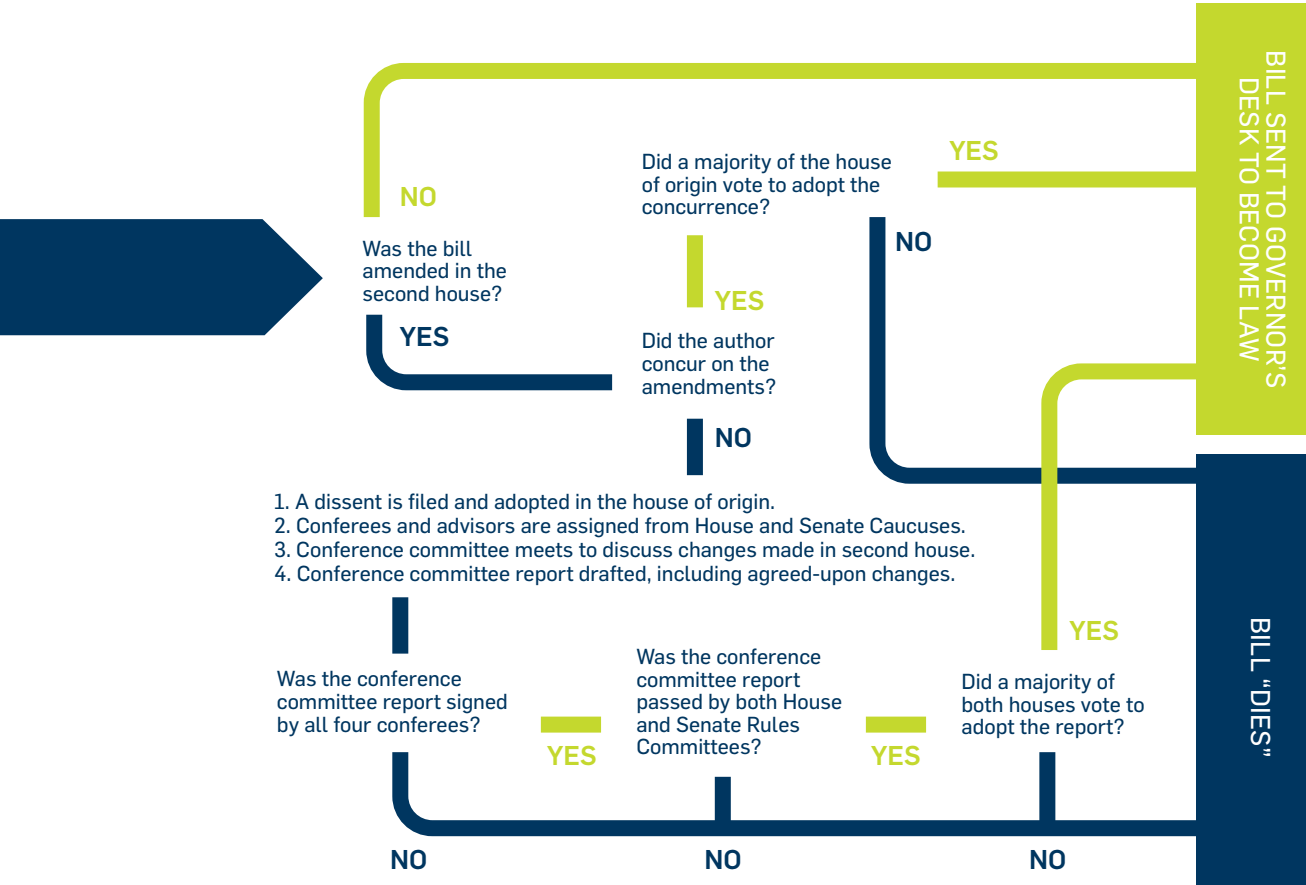 NO
Was the bill
amended in the
second house?
YES
Did a majority of the house
of origin vote to adopt the
concurrence?
YES
NO
YES
Did the author
concur on the
amendments?
NO
1. A dissent is filed and adopted in the house of origin.
2. Conferees and advisors are assigned from House and Senate Caucuses.
3. Conference committee meets to discuss changes made in second house.
4. Conference committee report drafted, including agreed-upon changes.
Was the conference
committee report signed
by all four conferees?
YES
NO
Was the conference
committee report
passed by both House
and Senate Rules
Committees?
YES
NO
YES
Did a majority of
both houses vote to
adopt the report?
NO
BILL SENT TO GOVERNOR'S
DESK TO BECOME LAW
BILL “DIES”